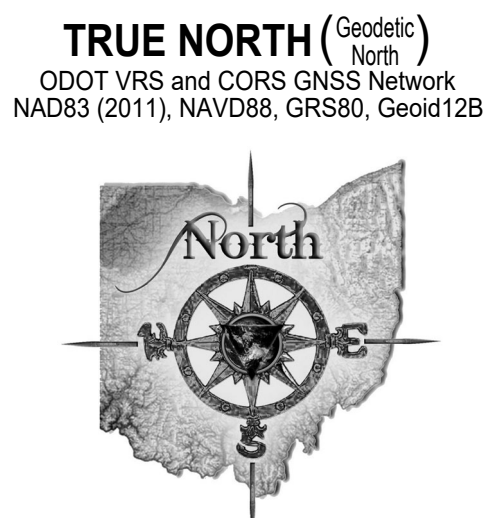 TRUE NORTH (Geodetic North)
ODOT VRS and CORS GNSS Network
NAD83 (2011), NAVD88, GRS80, Geoid12B
North
W E
S